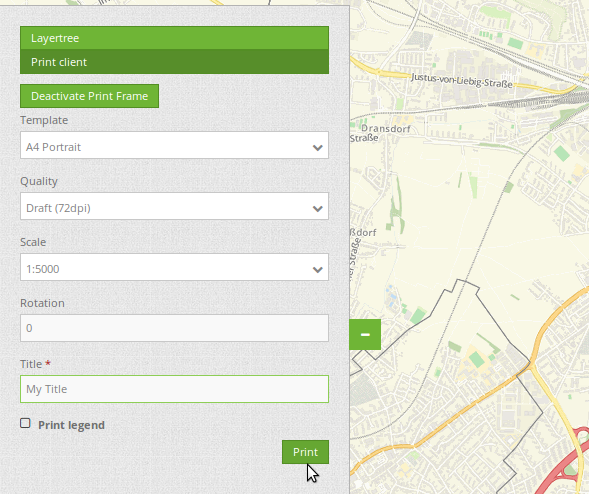 Layertree
Print client
Deactivate Print Frame
Template
A4 Portrait
Quality
Draft (72dpi)
Scale
1:5000
Rotation
0
Title *
My Title
Print legend
Print
Justus-von-Liebig-Straße
Dransdorf
Straße
ßdorf
Straße